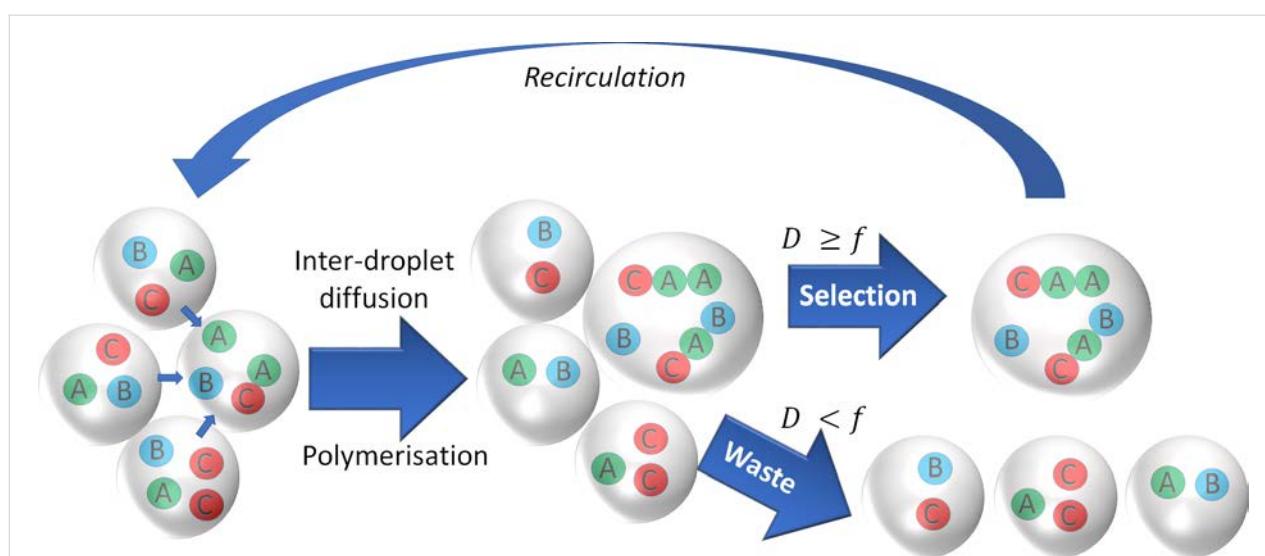 Recirculation
B A
C
C
A B
B
C
A
C
A
A
B
C
Inter-droplet
diffusion
Polymerisation
B
C
A B
C A A
B
B
A
C
C
A
C
D ≥ f
Selection
D < f
Waste
C A A
B
B
A
C
B
C
C
A
C
A B